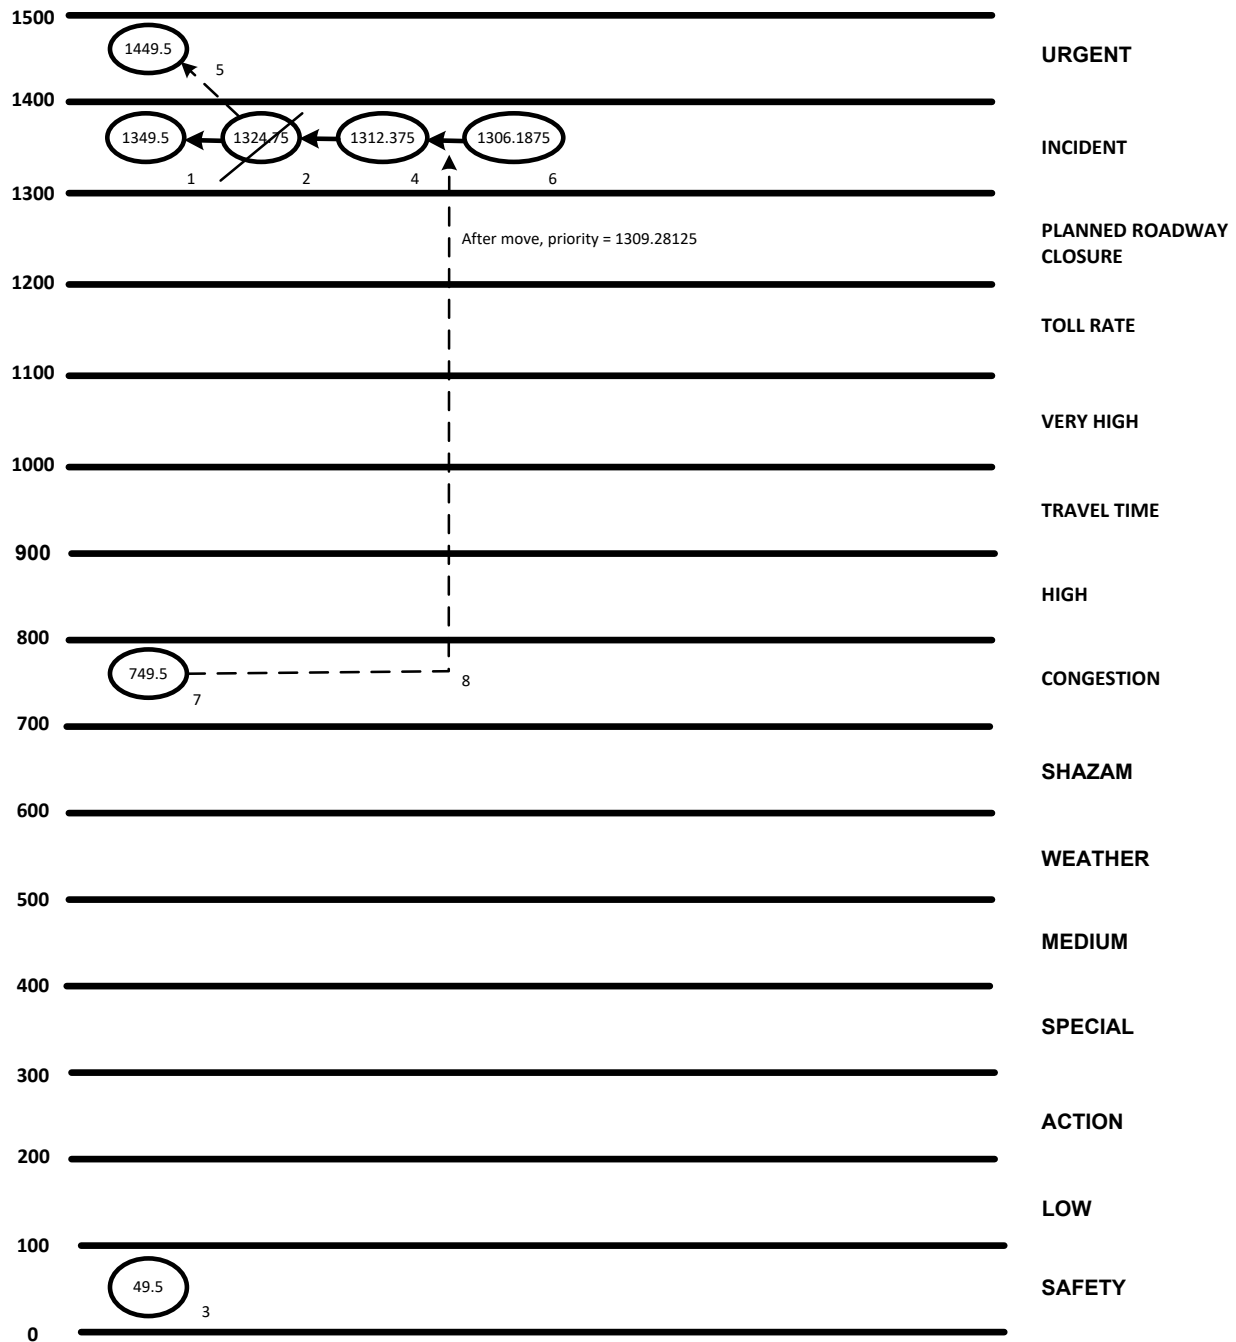 1500
1449.5
5
URGENT
1400
1349.5
1324.75
1312.375
1306.1875
INCIDENT
1
2
4
6
1300
After move, priority = 1309.28125
PLANNED ROADWAY
CLOSURE
1200
TOLL RATE
1100
VERY HIGH
1000
TRAVEL TIME
900
HIGH
800
749.5
7
8
CONGESTION
700
SHAZAM
600
WEATHER
500
MEDIUM
400
SPECIAL
300
ACTION
200
LOW
100
49.5
3
SAFETY
0